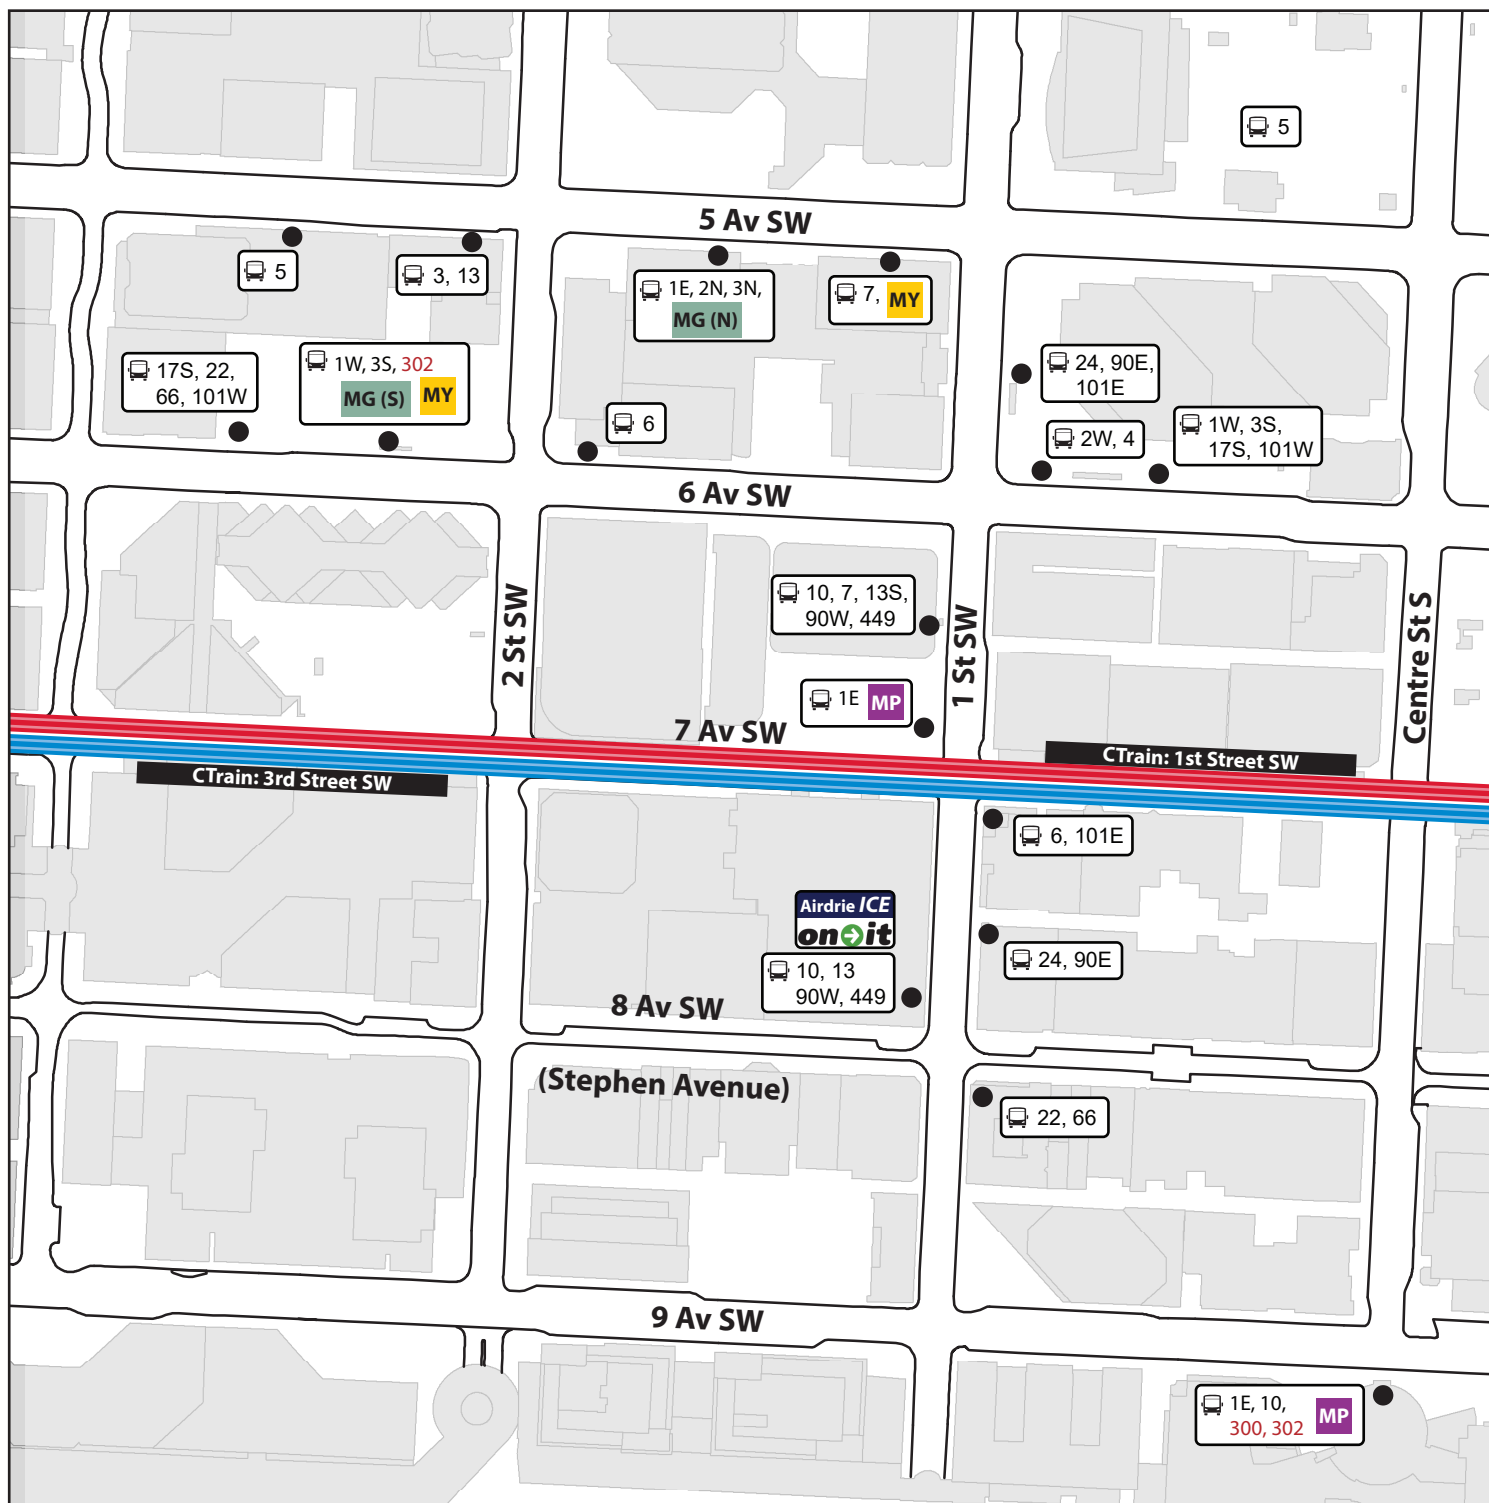 5
5 Av SW
5
3, 13
1E, 2N, 3N,
MG (N)
7, MY
17S, 22,
66, 101W
1W, 3S, 302
MG (S) MY
24, 90E,
101E
6
2W, 4
1W, 3S,
17S, 101W
6 Av SW
2 St SW
10, 7, 13S,
90W, 449
1 St SW
Centre St S
1E MP
7 Av SW
CTrain: 1st Street SW
CTrain: 3rd Street SW
6, 101E
Airdrie ICE
on it
24, 90E
10, 13
90W, 449
8 Av SW
(Stephen Avenue)
22, 66
9 Av SW
1E, 10,
300, 302 MP